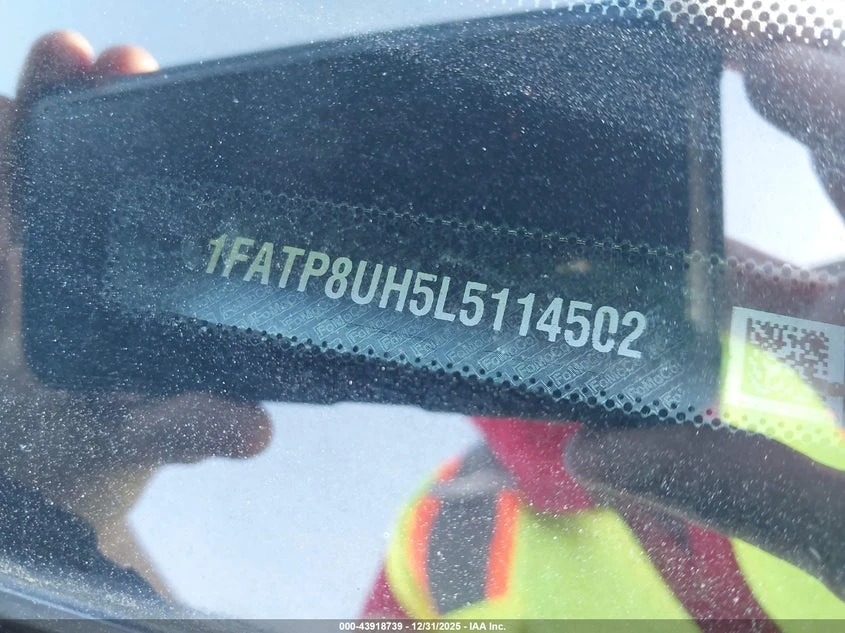 1FATP8UH5L5114502
000-43918739 - 12/31/2025 - IAA Inc.